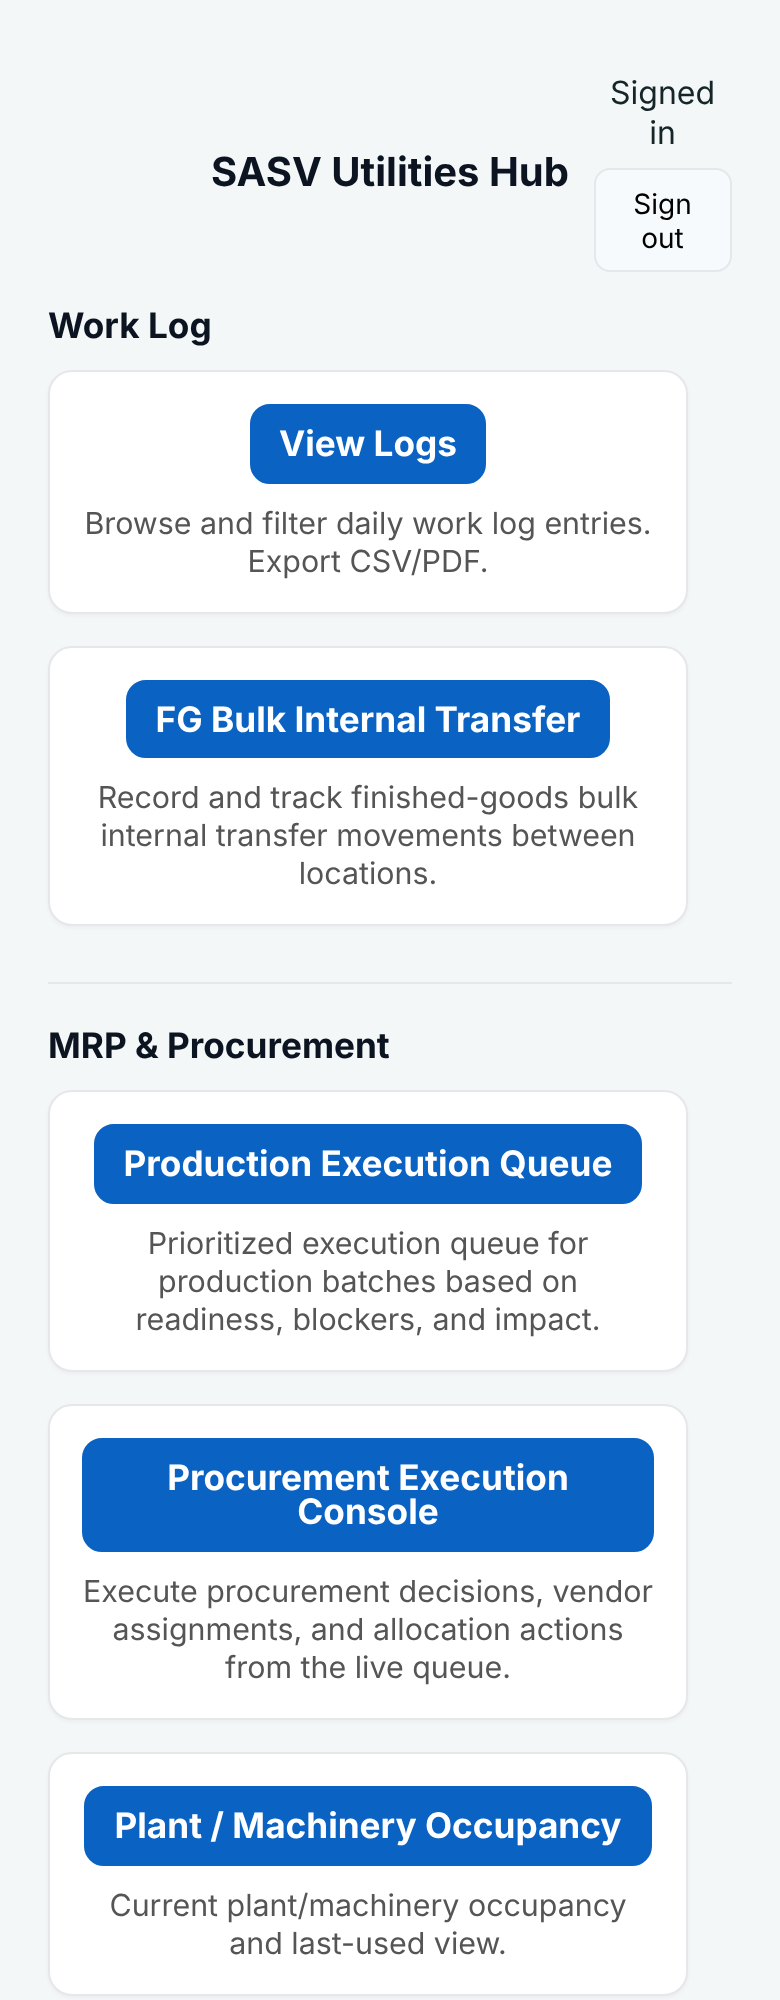 Signed
in
SASV Utilities Hub
Sign
out
Work Log
View Logs
Browse and filter daily work log entries.
Export CSV/PDF.
FG Bulk Internal Transfer
Record and track finished-goods bulk
internal transfer movements between
locations.
MRP & Procurement
Production Execution Queue
Prioritized execution queue for
production batches based on
readiness, blockers, and impact.
Procurement Execution
Console
Execute procurement decisions, vendor
assignments, and allocation actions
from the live queue.
Plant / Machinery Occupancy
Current plant/machinery occupancy
and last-used view.